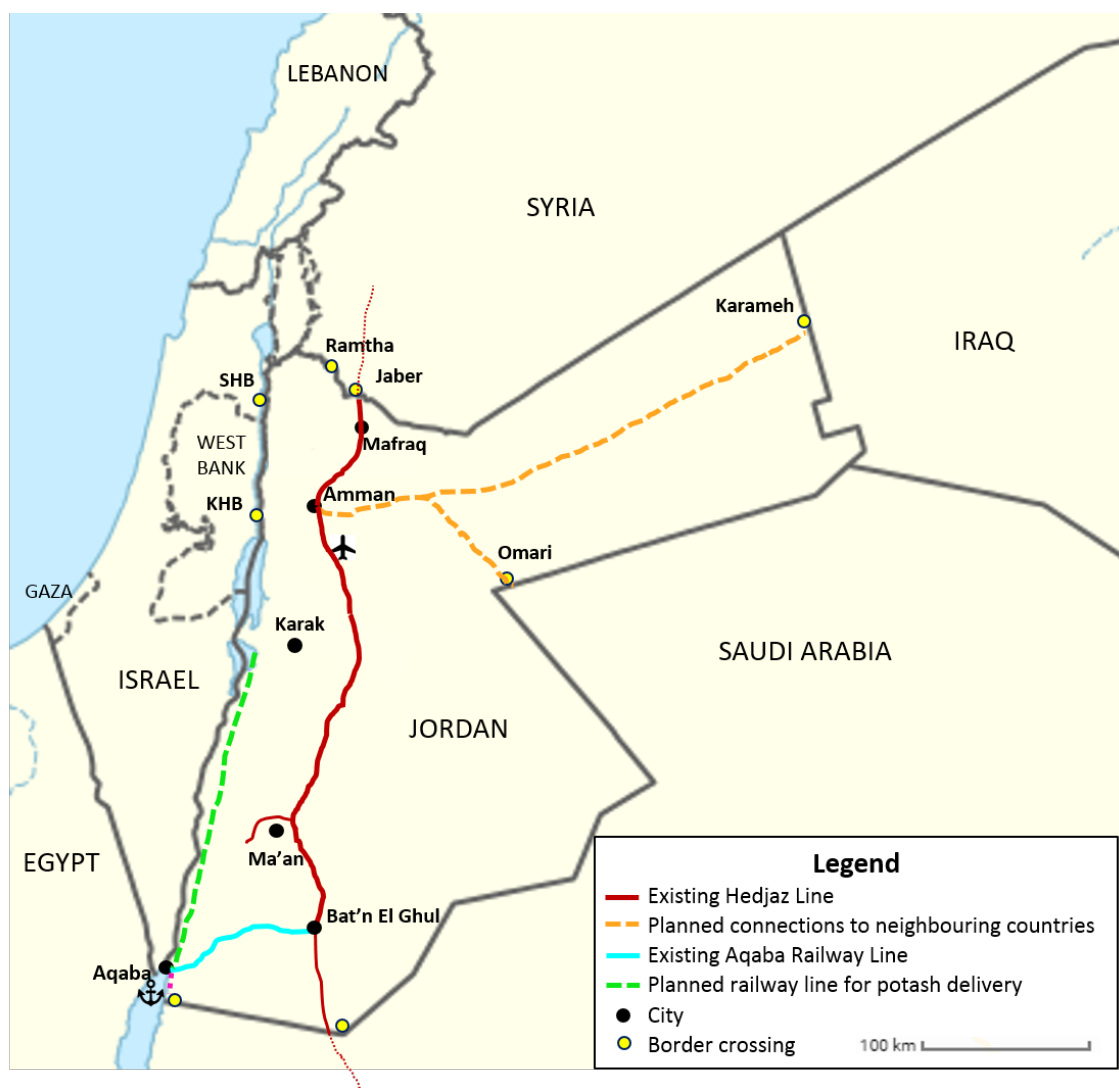 LEBANON
SYRIA
Karameh
IRAQ
Ramtha
SHB
Jaber
WEST
BANK
Mafraq
Amman
KHB
Omari
GAZA
Karak
SAUDI ARABIA
ISRAEL
JORDAN
EGYPT
Ma'an
Legend
Existing Hedjaz Line
Bat'n El Ghul
Planned connections to neighbouring countries
Existing Aqaba Railway Line
Aqaba
Planned railway line for potash delivery
City
Border crossing
100 km